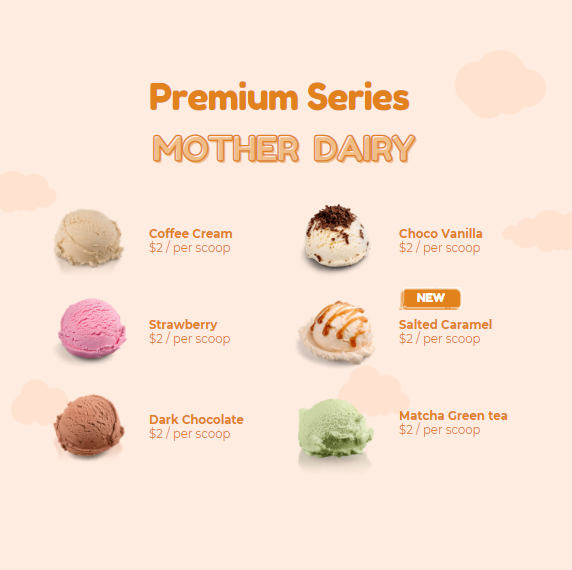 Premium Series
MOTHER DAIRY
Coffee Cream
$2 / per scoop
Choco Vanilla
$2 / per scoop
Strawberry
$2 / per scoop
NEW
Salted Caramel
$2 / per scoop
Dark Chocolate
$2 / per scoop
Matcha Green tea
$2 / per scoop